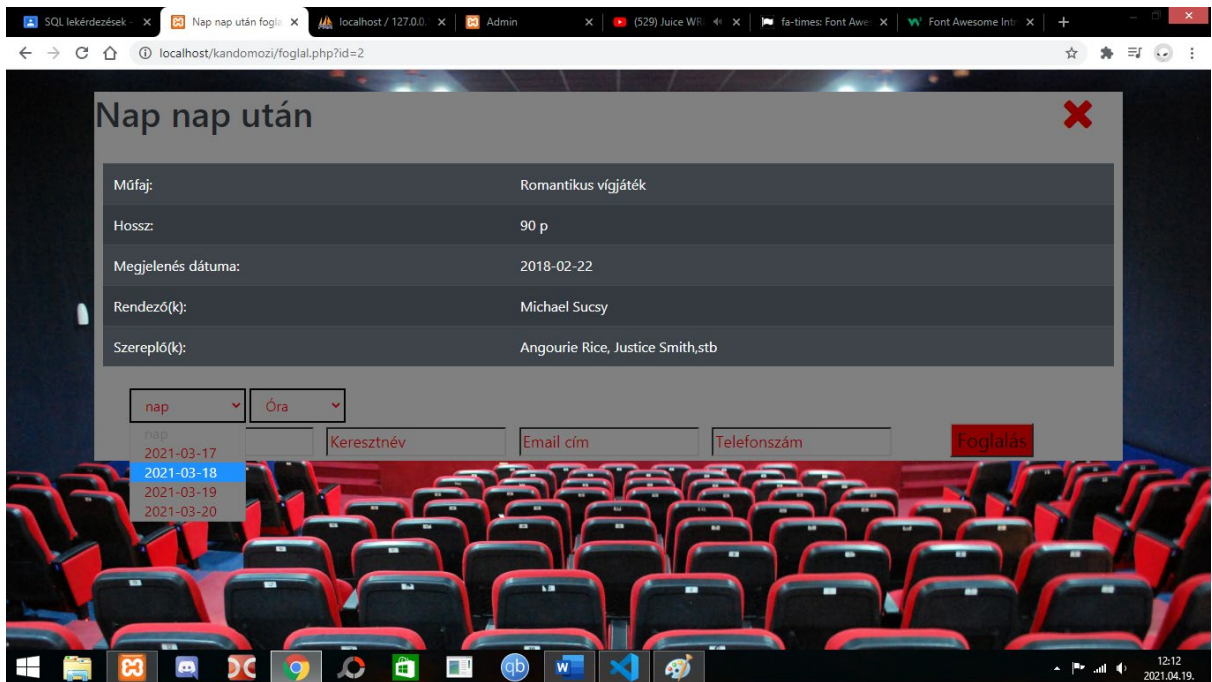 SQL lekérdezések -
Nap nap után fogla
localhost / 127.0.0.
Admin
(529) Juice WR
fa-times: Font Awe
Font Awesome Intr
localhost/kandomozi/foglal.php?id=2
Nap nap után
Műfaj: Romantikus vígjáték
Hossz: 90 p
Megjelenés dátuma: 2018-02-22
Rendező(k): Michael Sucsy
Szerepló(k): Angourie Rice, Justice Smith,stb
nap Óra
nap
Keresztnév Email cím Telefonszám Foglalás
2021-03-17
2021-03-18
2021-03-19
2021-03-20
qb
W
12:12
2021.04.19.